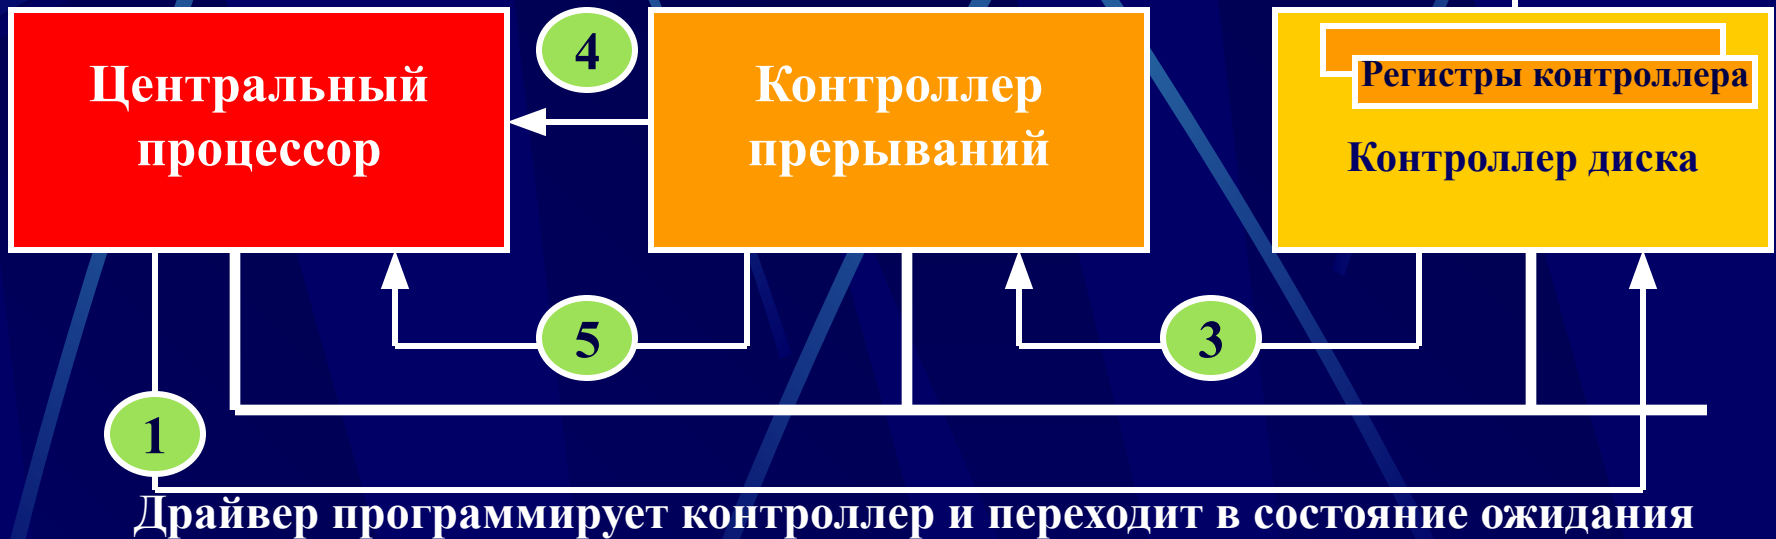 Центральный
процессор
4
Контроллер
прерываний
Регистры контроллера
Контроллер диска
5
3
1
Драйвер программирует контроллер и переходит в состояние ожидания